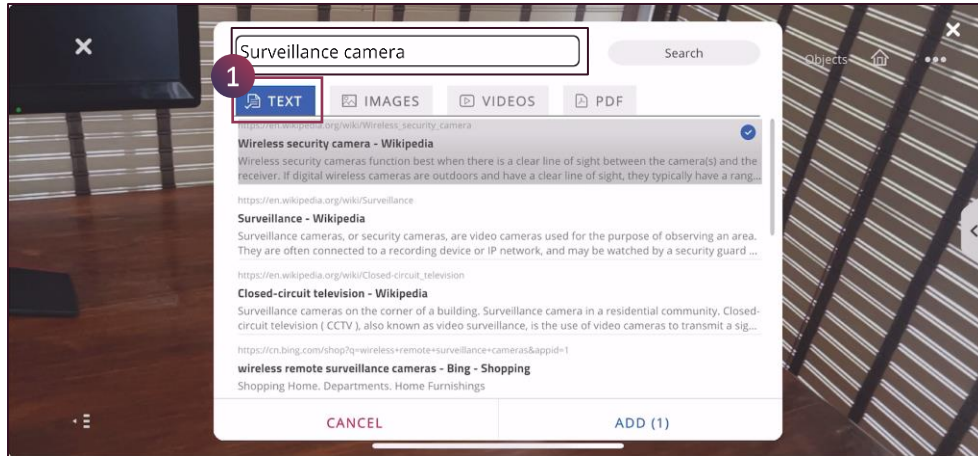 Surveillance camera
Search
Objects
1
TEXT
IMAGES
VIDEOS
PDF
https://en.wikipedia.org/wiki/Wireless_security_camera
Wireless security camera - Wikipedia
Wireless security cameras function best when there is a clear line of sight between the camera(s) and the
receiver. If digital wireless cameras are outdoors and have a clear line of sight, they typically have a rang...
https://en.wikipedia.org/wiki/Surveillance
Surveillance - Wikipedia
Surveillance cameras, or security cameras, are video cameras used for the purpose of observing an area.
They are often connected to a recording device or IP network, and may be watched by a security guard ...
https://en.wikipedia.org/wiki/Closed-circuit_television
Closed-circuit television - Wikipedia
Surveillance cameras on the corner of a building. Surveillance camera in a residential community. Closed-
circuit television ( CCTV ), also known as video surveillance, is the use of video cameras to transmit a sig...
https://cn.bing.com/shop?q=wireless+remote+surveillance+cameras&appid=1
wireless remote surveillance cameras - Bing - Shopping
Shopping Home. Departments. Home Furnishings
CANCEL
ADD (1)